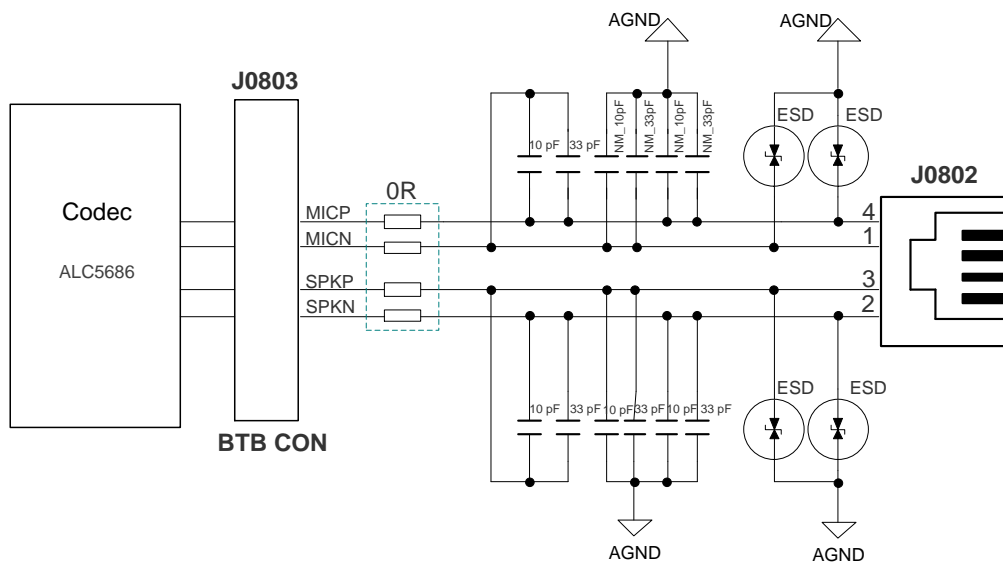 AGND
AGND
J0803
10 pF
33 pF
NM_10pF
NM_33pF
NM_10pF
NM_33pF
ESD
ESD
J0802
0R
Codec
ALC5686
MICP
MICN
SPKP
SPKN
4
1
3
2
10 pF
33 pF
10 pF
33 pF
10 pF
33 pF
ESD
ESD
BTB CON
AGND
AGND